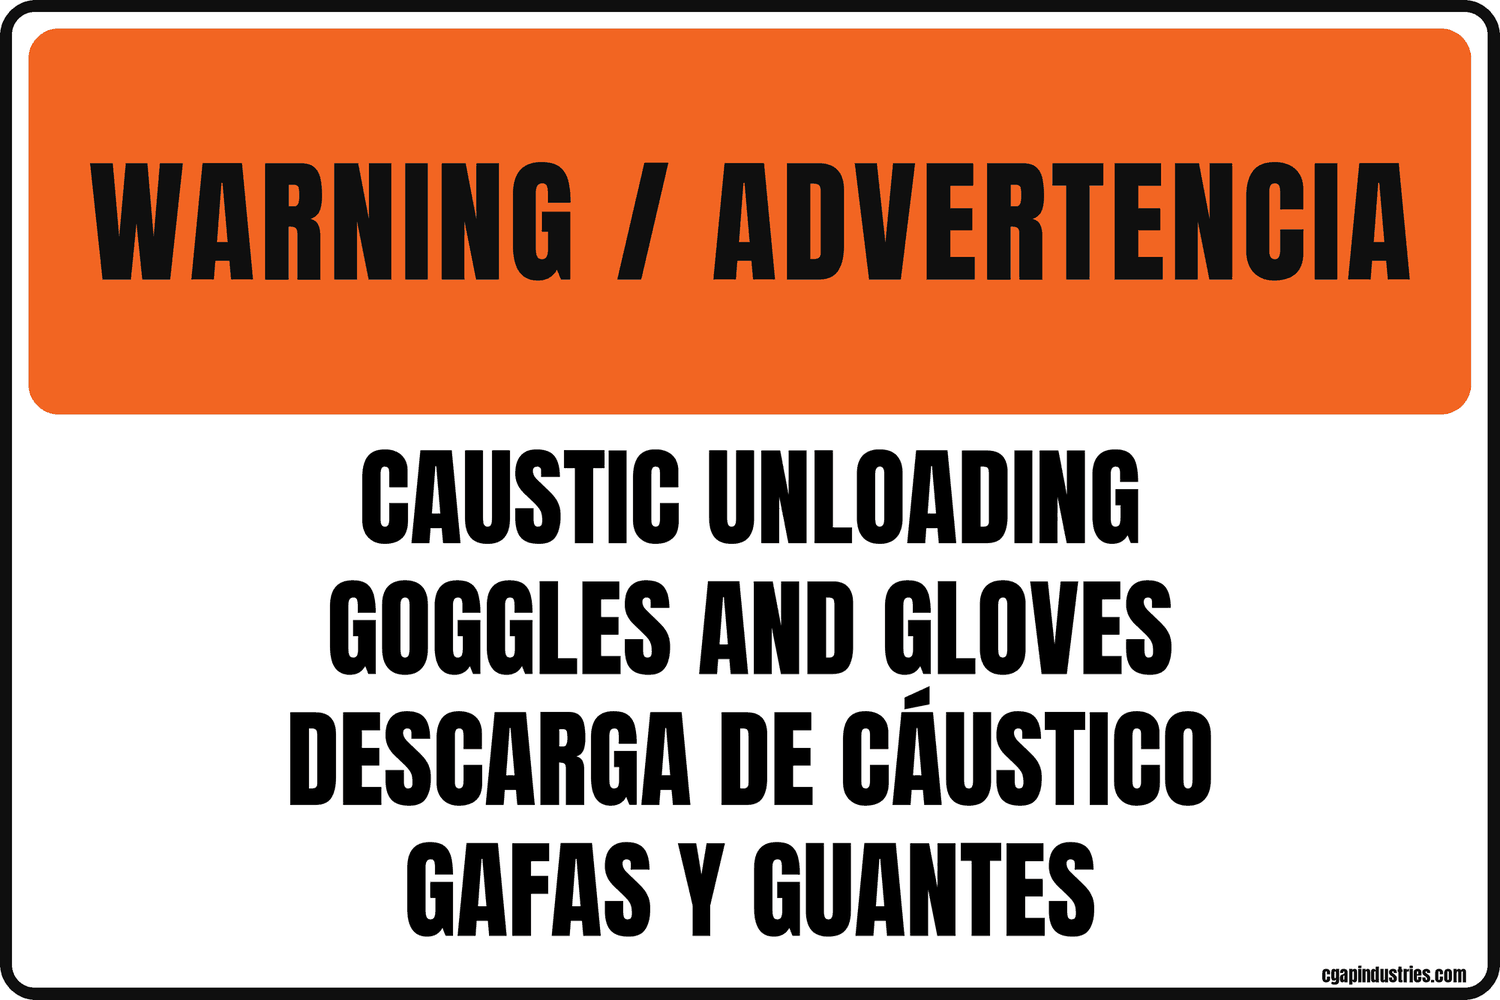 WARNING / ADVERTENCIA
CAUSTIC UNLOADING
GOGGLES AND GLOVES
DESCARGA DE CÁUSTICO
GAFAS Y GUANTES
cgapindustries.com